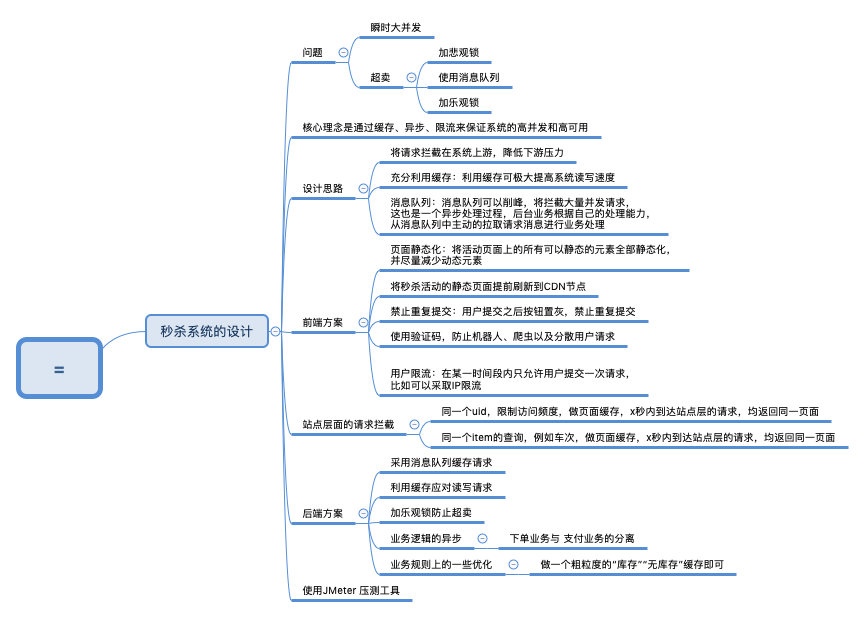 瞬时大并发
问题
加悲观锁
超卖
使用消息队列
加乐观锁
核心理念是通过缓存、异步、限流来保证系统的高并发和高可用
将请求拦截在系统上游，降低下游压力
充分利用缓存：利用缓存可极大提高系统读写速度
设计思路
消息队列：消息队列可以削峰，将拦截大量并发请求，
这也是一个异步处理过程，后台业务根据自己的处理能力，
从消息队列中主动的拉取请求消息进行业务处理
页面静态化：将活动页面上的所有可以静态的元素全部静态化，
并尽量减少动态元素
将秒杀活动的静态页面提前刷新到CDN节点
前端方案
禁止重复提交：用户提交之后按钮置灰，禁止重复提交
秒杀系统的设计
使用验证码，防止机器人、爬虫以及分散用户请求
=
用户限流：在某一时间段内只允许用户提交一次请求，
比如可以采取IP限流
同一个uid，限制访问频度，做页面缓存，x秒内到达站点层的请求，均返回同一页面
站点层面的请求拦截
同一个item的查询，例如车次，做页面缓存，x秒内到达站点层的请求，均返回同一页面
采用消息队列缓存请求
利用缓存应对读写请求
后端方案
加乐观锁防止超卖
业务逻辑的异步
下单业务与 支付业务的分离
业务规则上的一些优化
做一个粗粒度的“库存”“无库存”缓存即可
使用JMeter 压测工具